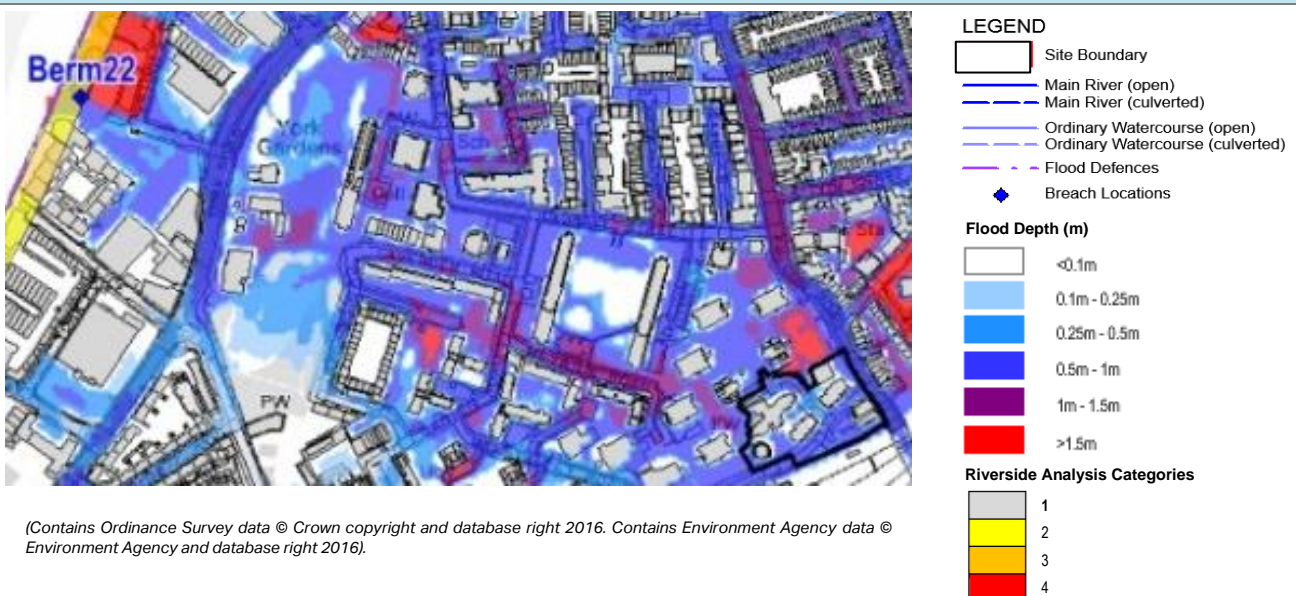 Berm22
York
Gardens
Sch
PW
Sta
LEGEND
Site Boundary
Main River (open)
Main River (culverted)
Ordinary Watercourse (open)
Ordinary Watercourse (culverted)
Flood Defences
Breach Locations
Flood Depth (m)
<0.1m
0.1m - 0.25m
0.25m - 0.5m
0.5m - 1m
1m - 1.5m
>1.5m
Riverside Analysis Categories
1
2
3
4
(Contains Ordinance Survey data © Crown copyright and database right 2016. Contains Environment Agency data ©
Environment Agency and database right 2016).